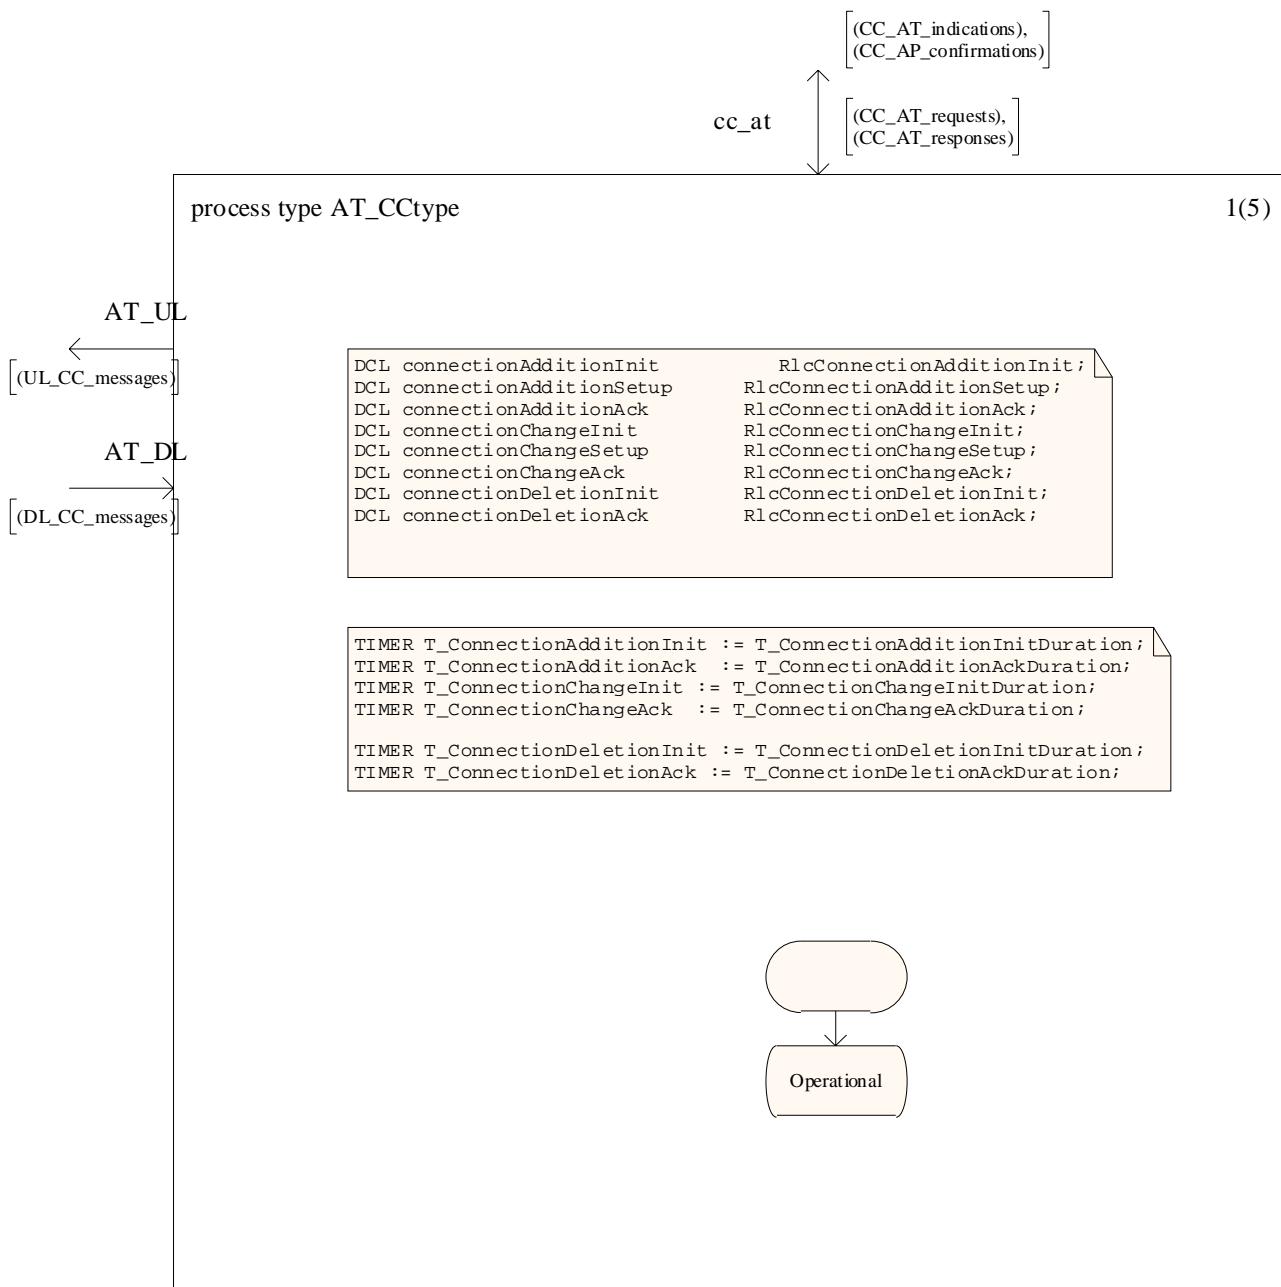 (CC_AT_indications),
(CC_AP_confirmations)
cc_at
(CC_AT_requests),
(CC_AT_responses)
process type AT_CCtype 1(5)
AT_UL
(UL_CC_messages)
AT_DL
(DL_CC_messages)
DCL connectionAdditionInit RlcConnectionAdditionInit;
DCL connectionAdditionSetup RlcConnectionAdditionSetup;
DCL connectionAdditionAck RlcConnectionAdditionAck;
DCL connectionChangeInit RlcConnectionChangeInit;
DCL connectionChangeSetup RlcConnectionChangeSetup;
DCL connectionChangeAck RlcConnectionChangeAck;
DCL connectionDeletionInit RlcConnectionDeletionInit;
DCL connectionDeletionAck RlcConnectionDeletionAck;
TIMER T_ConnectionAdditionInit := T_ConnectionAdditionInitDuration;
TIMER T_ConnectionAdditionAck := T_ConnectionAdditionAckDuration;
TIMER T_ConnectionChangeInit := T_ConnectionChangeInitDuration;
TIMER T_ConnectionChangeAck := T_ConnectionChangeAckDuration;
TIMER T_ConnectionDeletionInit := T_ConnectionDeletionInitDuration;
TIMER T_ConnectionDeletionAck := T_ConnectionDeletionAckDuration;
Operational